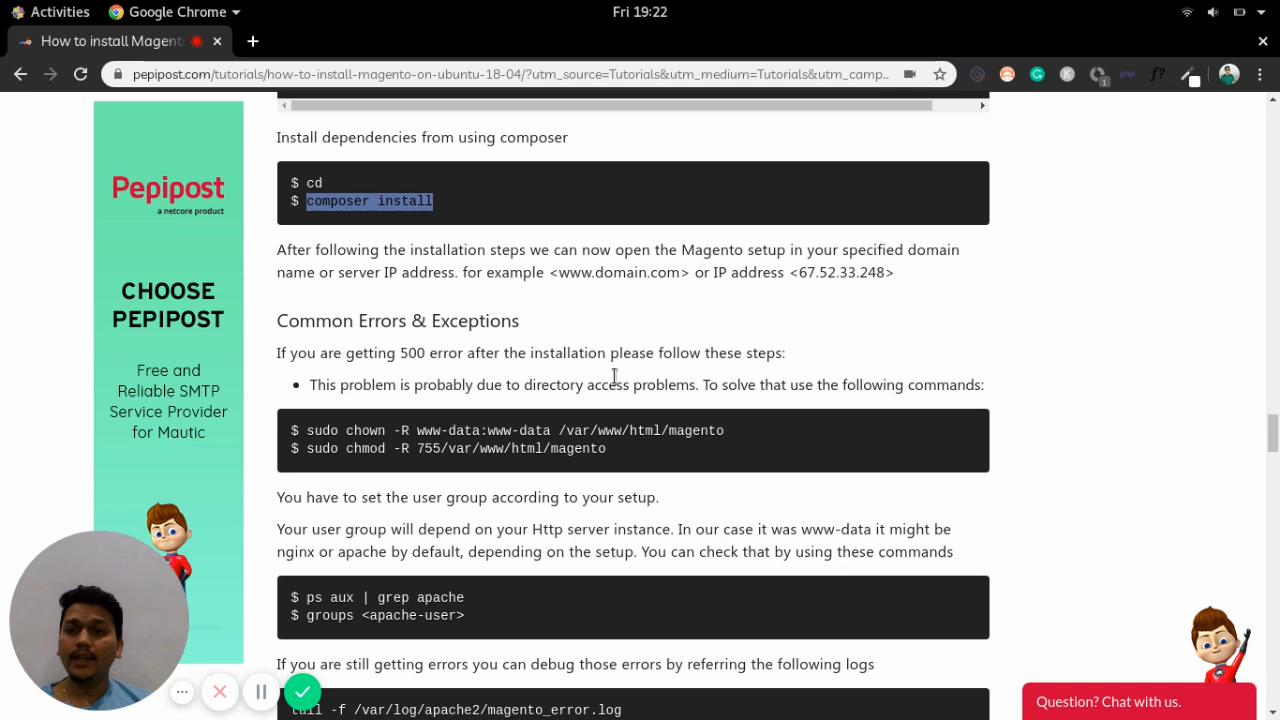 Activities
Google Chrome
Fri 19:22
How to install Magent
pepipost.com/tutorials/how-to-install-magento-on-ubuntu-18-04/?utm_source=Tutorials&utm_medium=Tutorials&utm_camp...
1
php
f?
Install dependencies from using composer
$ cd
$ composer install
After following the installation steps we can now open the Magento setup in your specified domain
name or server IP address. for example <www.domain.com> or IP address <67.52.33.248>
Common Errors & Exceptions
If you are getting 500 error after the installation please follow these steps:
• This problem is probably due to directory access problems. To solve that use the following commands:
$ sudo chown -R www-data:www-data /var/www/html/magento
$ sudo chmod -R 755/var/www/html/magento
You have to set the user group according to your setup.
Your user group will depend on your Http server instance. In our case it was www-data it might be
nginx or apache by default, depending on the setup. You can check that by using these commands
$ ps aux | grep apache
$ groups <apache-user>
If you are still getting errors you can debug those errors by referring the following logs
tail -f /var/log/apache2/magento_error.log
Pepipost
a netcore product
CHOOSE
PEPIPOST
Free and
Reliable SMTP
Service Provider
for Mautic
Question? Chat with us.